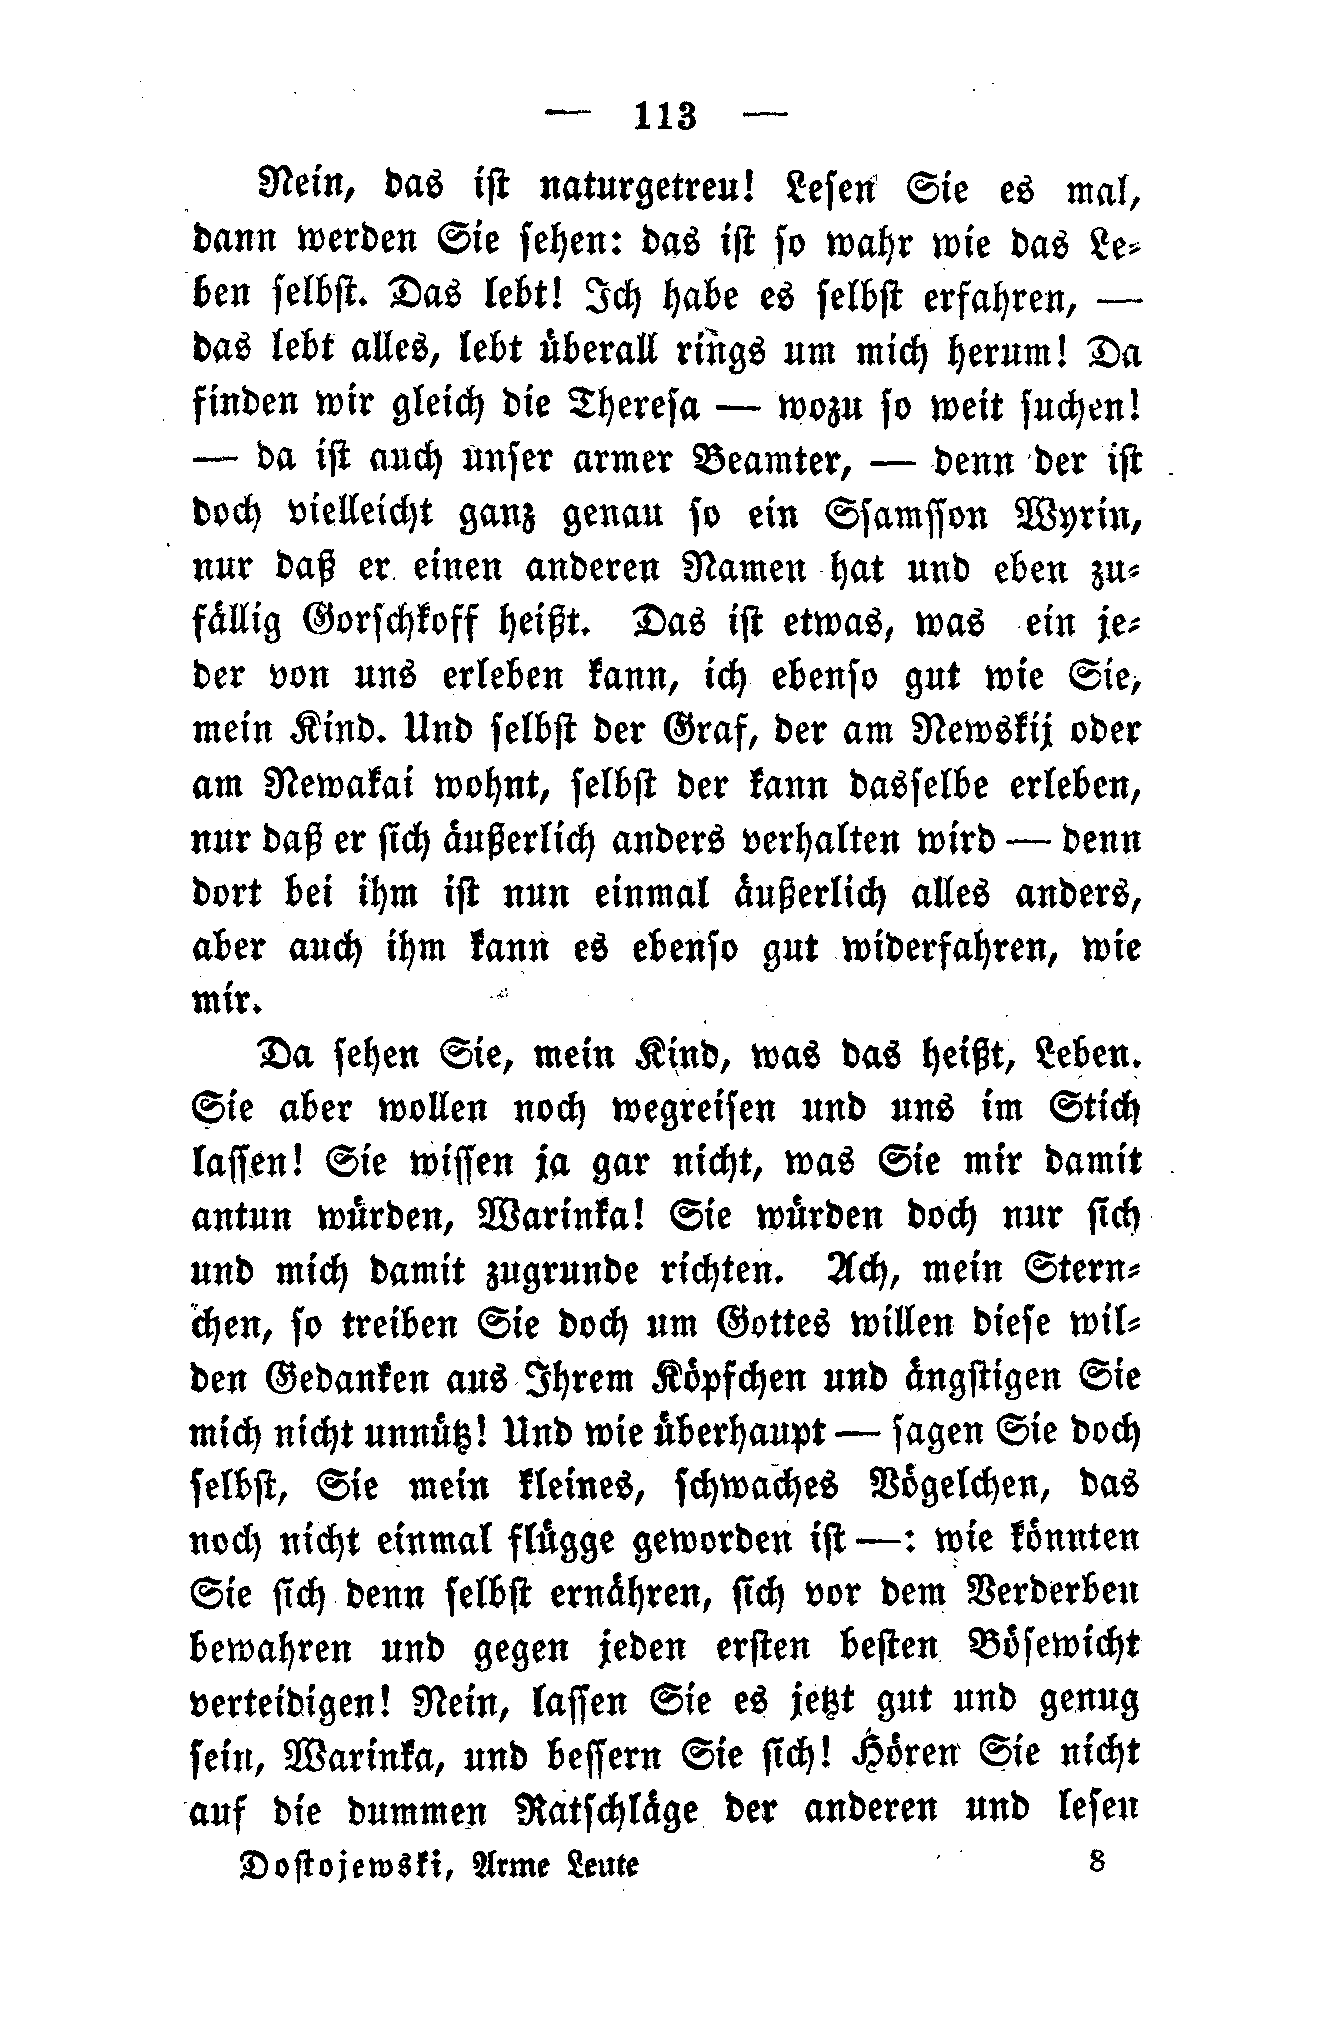 — 113 —
Nein, das ist naturgetreu! Lesen Sie es mal,
dann werden Sie sehen: das ist so wahr wie das Le-
ben selbst. Das lebt! Ich habe es selbst erfahren, —
das lebt alles, lebt überall rings um mich herum! Da
finden wir gleich die Theresa — wozu so weit suchen!
— da ist auch unser armer Beamter, — denn der ist
doch vielleicht ganz genau so ein Ssamsson Wyrin,
nur daß er einen anderen Namen hat und eben zu-
fällig Gorschkoff heißt. Das ist etwas, was ein je-
der von uns erleben kann, ich ebenso gut wie Sie,
mein Kind. Und selbst der Graf, der am Newskij oder
am Newakai wohnt, selbst der kann dasselbe erleben,
nur daß er sich äußerlich anders verhalten wird — denn
dort bei ihm ist nun einmal äußerlich alles anders,
aber auch ihm kann es ebenso gut widerfahren, wie
mir.
Da sehen Sie, mein Kind, was das heißt, Leben.
Sie aber wollen noch wegreisen und uns im Stich
lassen! Sie wissen ja gar nicht, was Sie mir damit
antun würden, Warinka! Sie würden doch nur sich
und mich damit zugrunde richten. Ach, mein Stern-
chen, so treiben Sie doch um Gottes willen diese wil-
den Gedanken aus Ihrem Köpfchen und ängstigen Sie
mich nicht unnütz! Und wie überhaupt — sagen Sie doch
selbst, Sie mein kleines, schwaches Vögelchen, das
noch nicht einmal flügge geworden ist —: wie könnten
Sie sich denn selbst ernähren, sich vor dem Verderben
bewahren und gegen jeden ersten besten Bösewicht
verteidigen! Nein, lassen Sie es jetzt gut und genug
sein, Warinka, und bessern Sie sich! Hören Sie nicht
auf die dummen Ratschläge der anderen und lesen
Dostojewski, Arme Leute 8